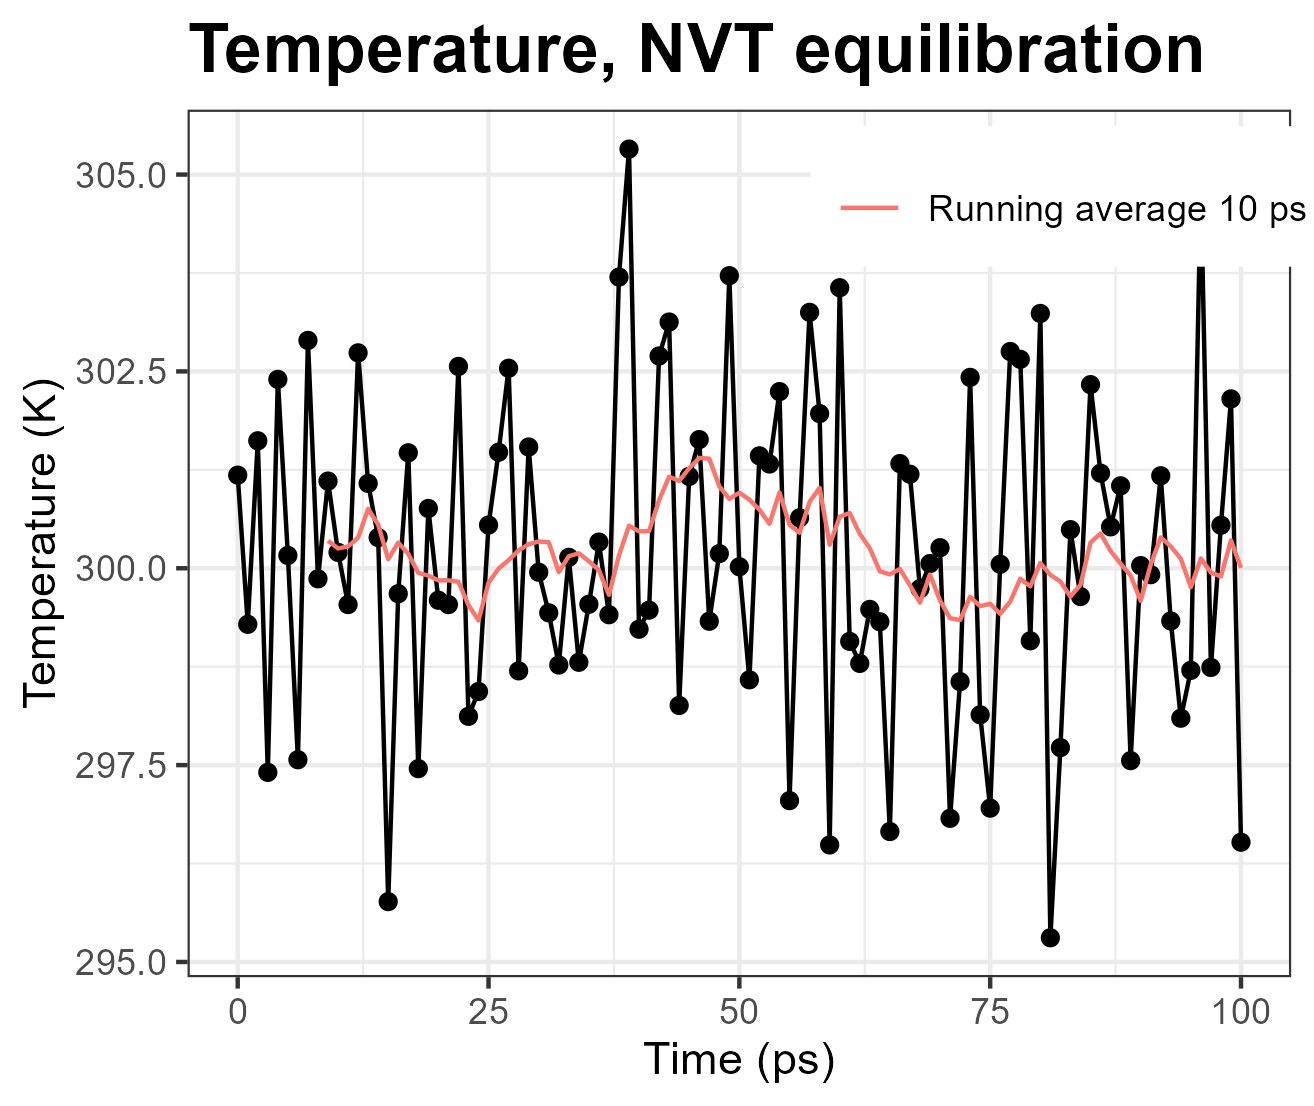 Temperature, NVT equilibration
Running average 10 ps
Temperature (K)
305.0
302.5
300.0
297.5
295.0
0 25 50 75 100
Time (ps)